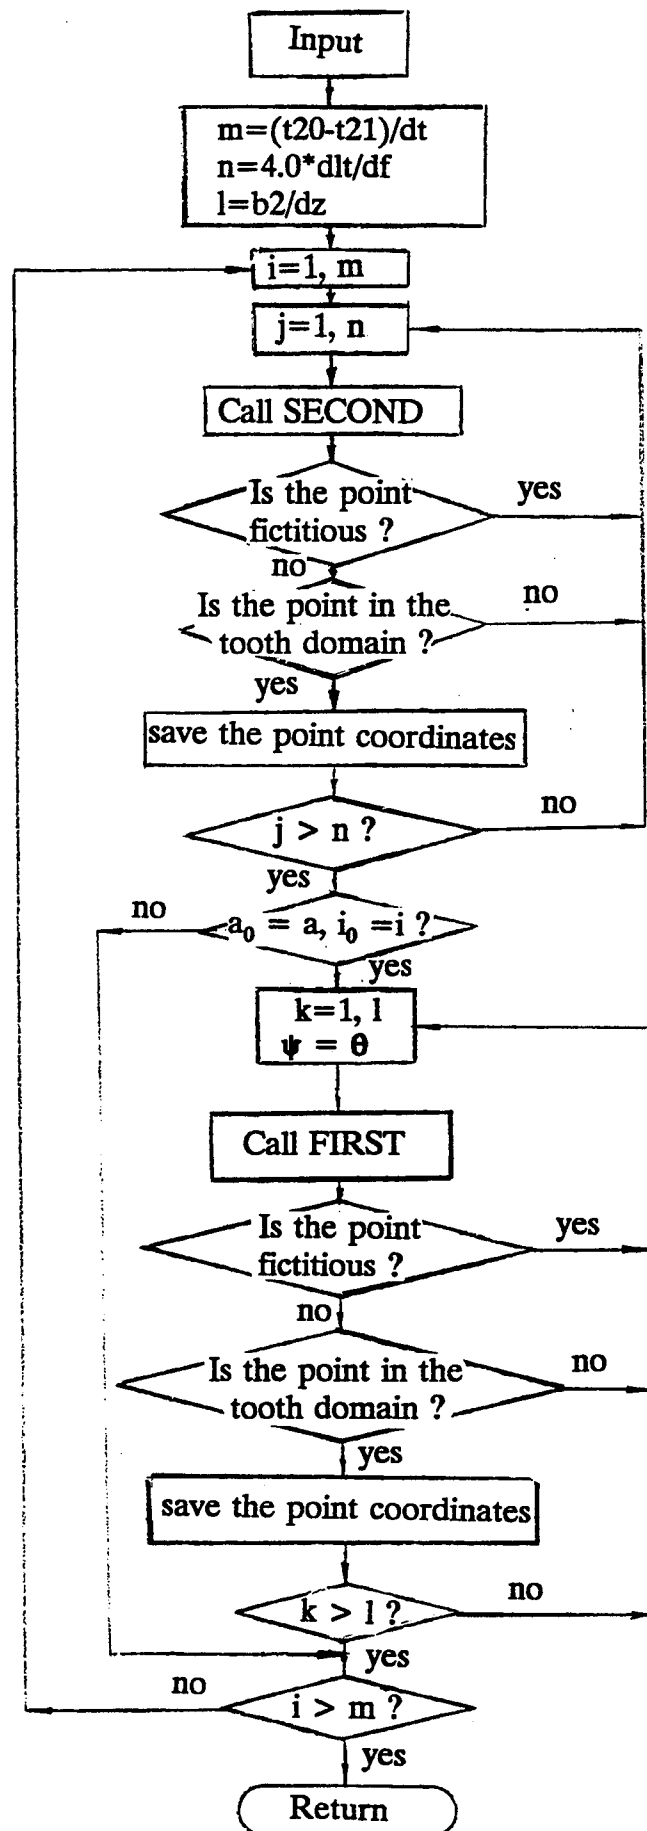 Input
m=(t20-t21)/dt
n=4.0*dlt/df
l=b2/dz
i=1, m
j=1, n
Call SECOND
Is the point
fictitious ?
yes
no
Is the point in the
tooth domain ?
no
yes
save the point coordinates
j > n ?
no
yes
a₀ = a, i₀ =i ?
no
yes
k=1, l
ψ = θ
Call FIRST
Is the point
fictitious ?
yes
no
Is the point in the
tooth domain ?
no
yes
save the point coordinates
k > l ?
no
yes
i > m ?
no
yes
Return